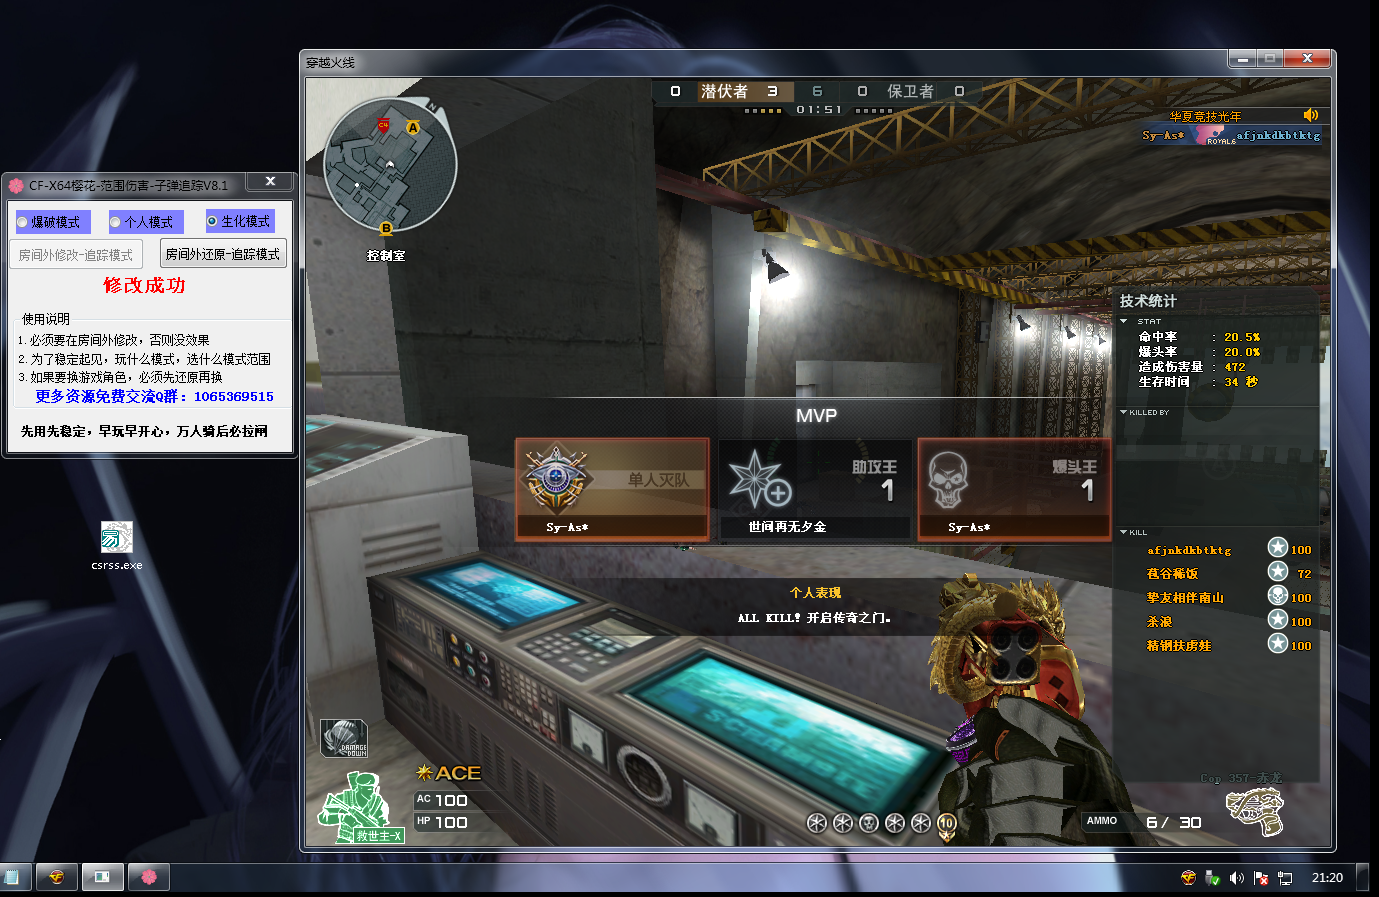 CF-X64樱花-范围伤害-子弹追踪V8.1
爆破模式
个人模式
生化模式
房间外修改-追踪模式
房间外还原-追踪模式
修改成功
使用说明
1. 必须要在房间外修改，否则没效果
2. 为了稳定起见，玩什么模式，选什么模式范围
3. 如果要换游戏角色，必须先还原再换
更多资源免费交流Q群：1065369515
先用先稳定，早玩早开心，万人骑后必拉闸
易
csrss.exe
穿越火线
0 潜伏者 3 6 0 保卫者 0
01:51
N
C4
A
B
控制室
华夏竞技光年
Sy-As* ROYAL.6 afjnkdkbtktg
技术统计
STAT
命中率 : 20.5%
爆头率 : 20.0%
造成伤害量 : 472
生存时间 : 34 秒
KILLED BY
MVP
单人灭队
Sy-As*
助攻王
1
世间再无夕金
爆头王
1
Sy-As*
KILL
afjnkdkbtktg 100
苞谷稀饭 72
挚友相伴南山 100
杀浪 100
精钢扶虏娃 100
个人表现
ALL KILL! 开启传奇之门。
DAMAGE DOWN
ACE
AC 100
HP 100
救世主-X
10
Cop 357-赤龙
AMMO 6 / 30
21:20